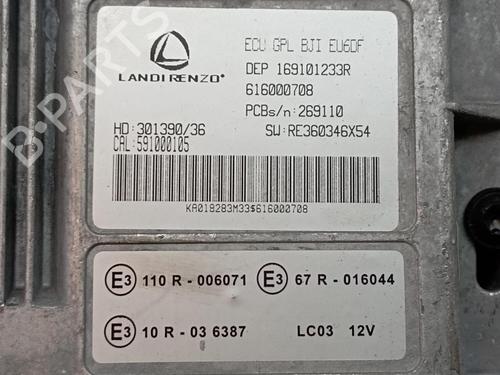 ECU GPL BJI EU6DF
LANDIRENZO®
DEP 169101233R
616000708
PCBs/n: 269110
HD:301390/36
SW:RE360346X54
CAL:591000105
KA018283M33$616000708
E3 110 R - 006071
E3 67 R - 016044
E3 10 R - 03 6387
LC03 12V
B-PARTS